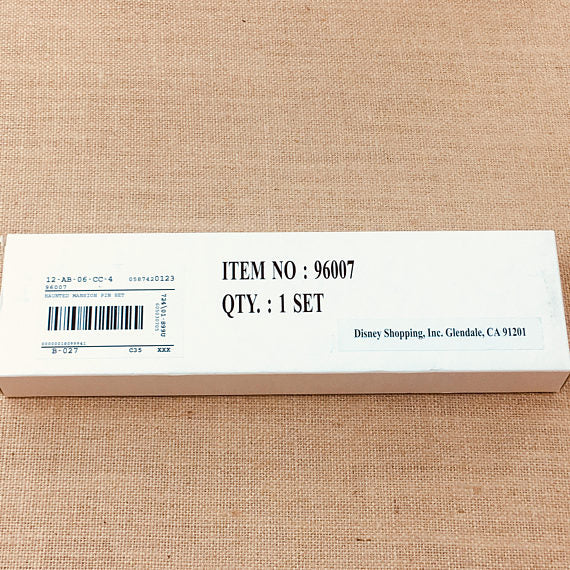 12-AB-06-CC-4 0587420123
96007
HAUNTED MANSION PIN SET
B-027 C35 XXX
ITEM NO : 96007
QTY. : 1 SET
Disney Shopping, Inc. Glendale, CA 91201